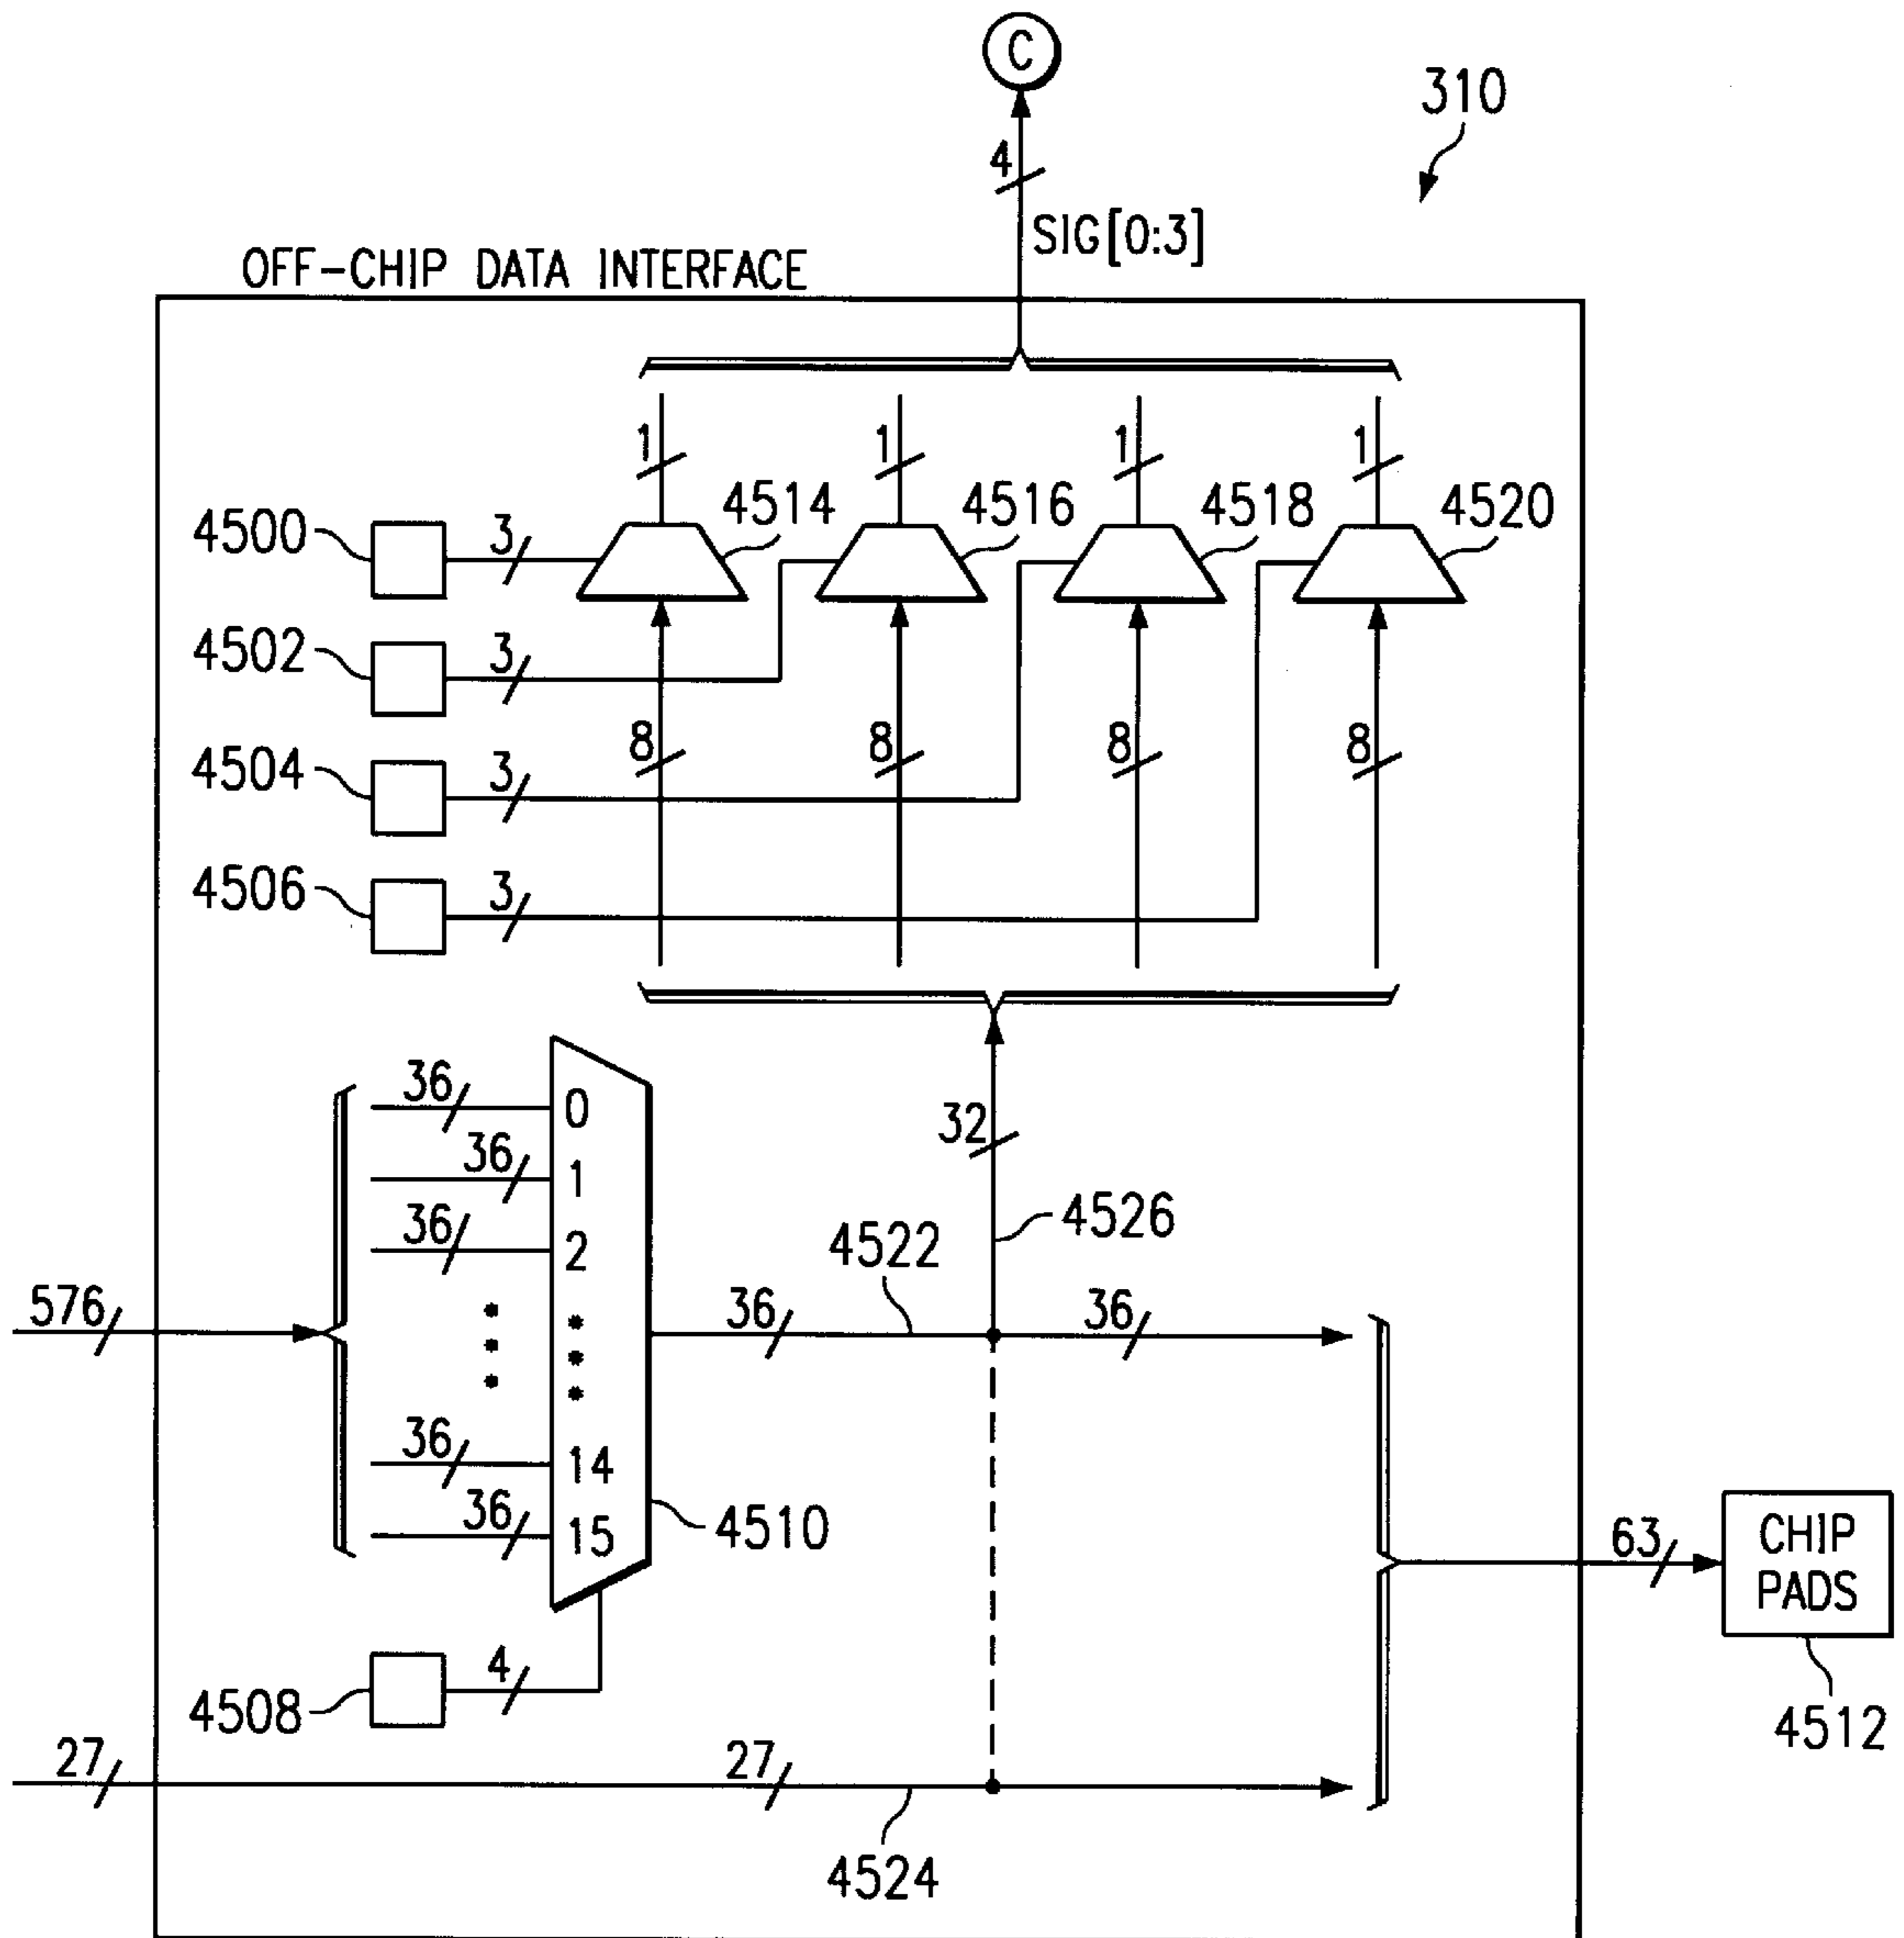 C
310
4
SIG[0:3]
OFF-CHIP DATA INTERFACE
1 1 1 1
4514 4516 4518 4520
4500 3
4502 3
8 8 8 8
4504 3
4506 3
36 0
32
36 1
4526
36 2
4522
576
36 36
36 14
36 15
4510
63
CHIP
PADS
4508 4
4512
27 27
4524